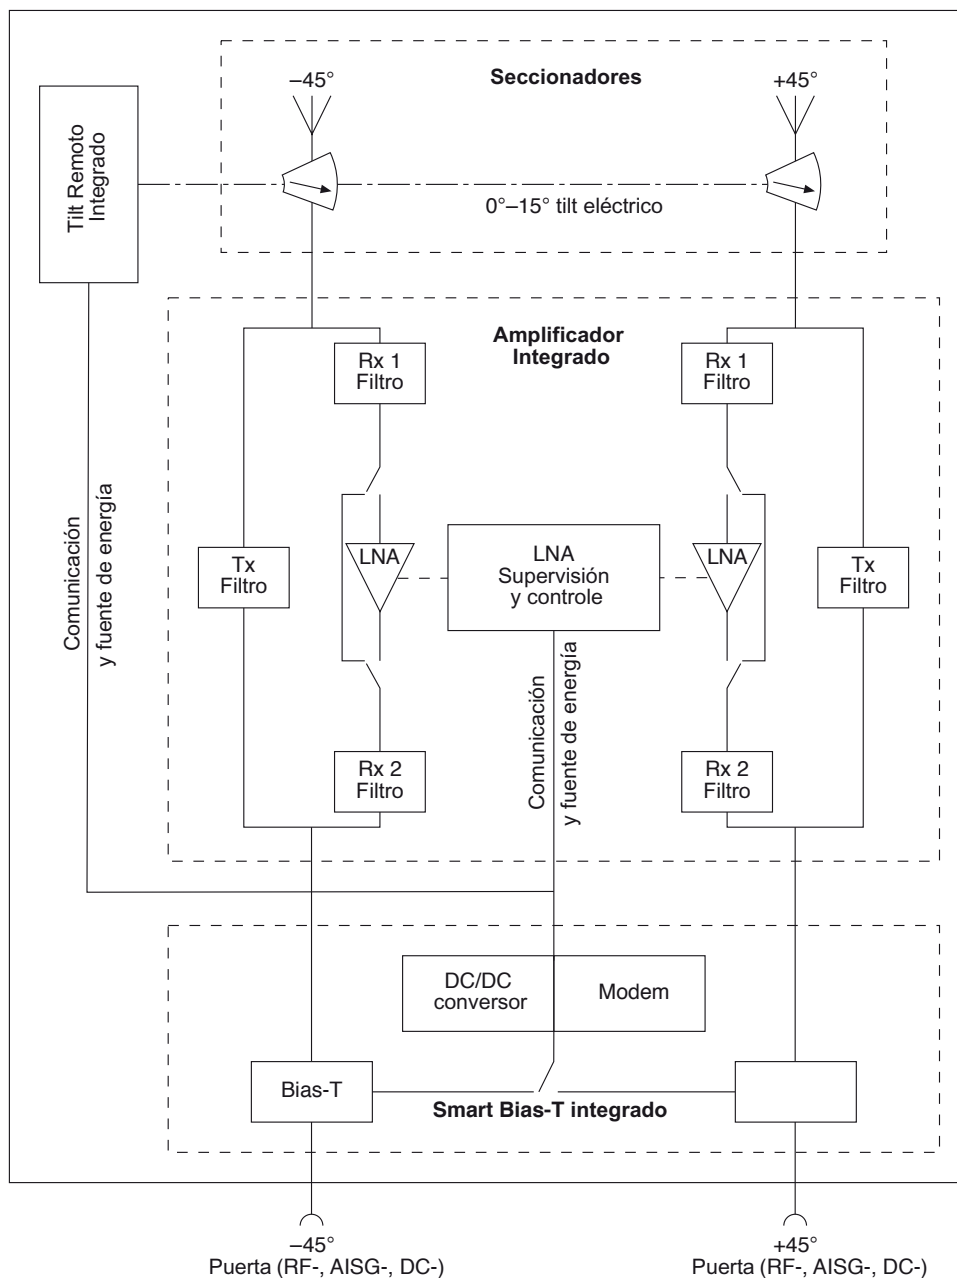 Seccionadores
–45°
+45°
Tilt Remoto
Integrado
0°–15° tilt eléctrico
Amplificador
Integrado
Rx 1
Filtro
Rx 1
Filtro
Comunicación
y fuente de energía
Tx
Filtro
LNA
LNA
Supervisión
y controle
LNA
Tx
Filtro
Comunicación
y fuente de energía
Rx 2
Filtro
Rx 2
Filtro
DC/DC
conversor
Modem
Bias-T
Smart Bias-T integrado
–45°
Puerta (RF-, AISG-, DC-)
+45°
Puerta (RF-, AISG-, DC-)